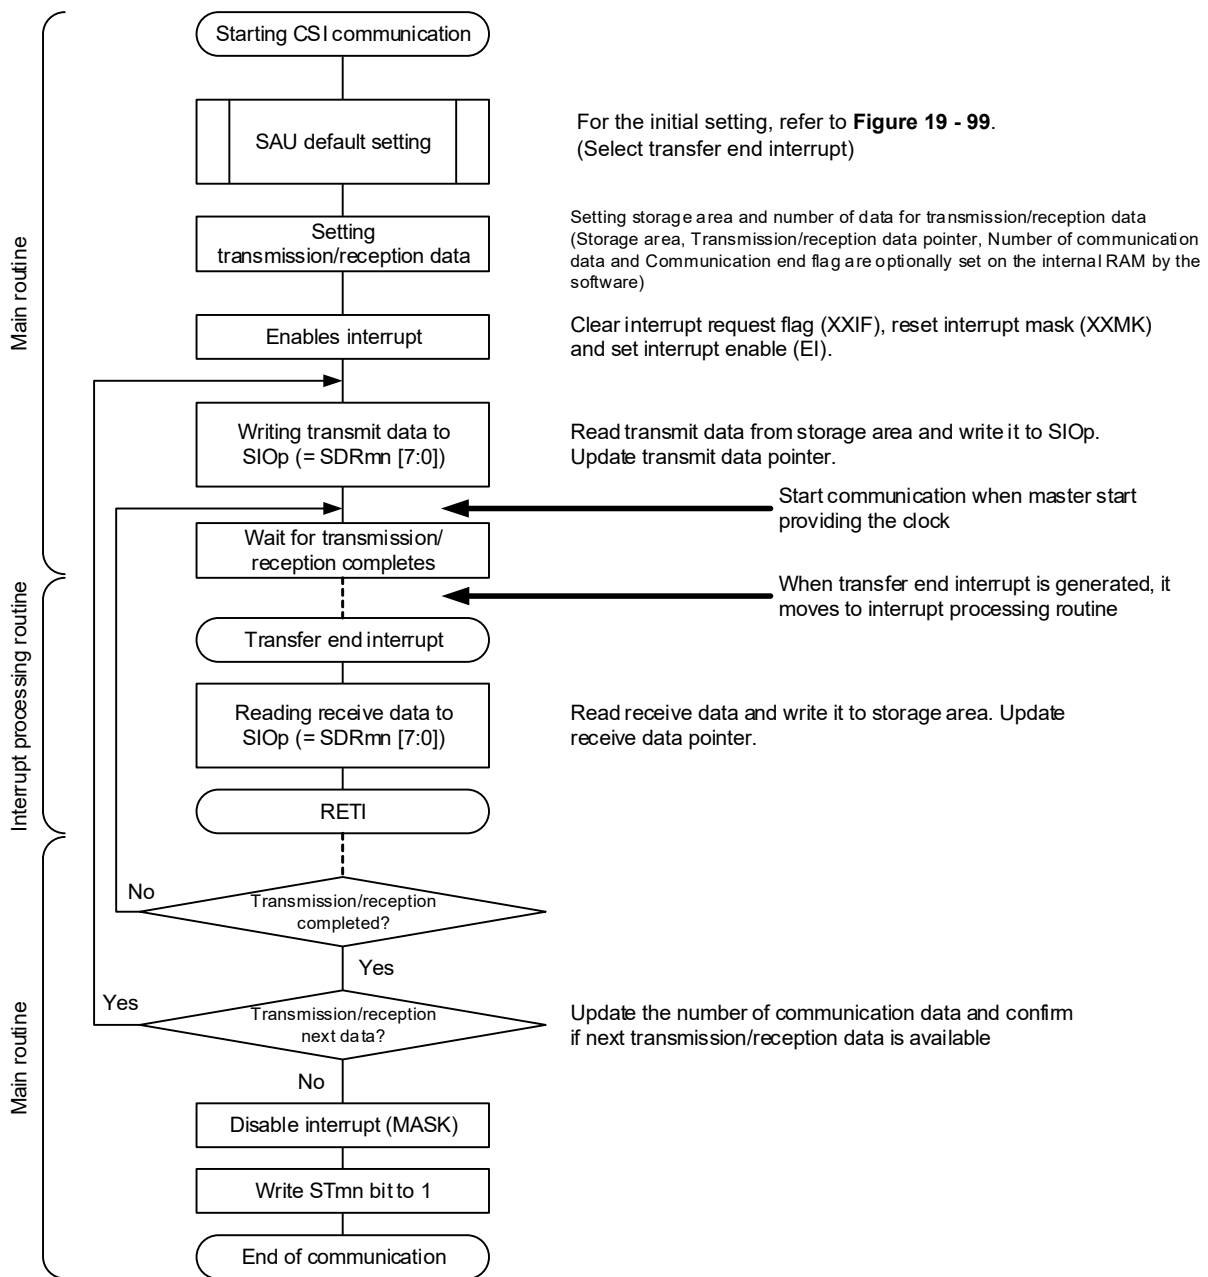 Starting CSI communication
SAU default setting
For the initial setting, refer to Figure 19 - 99.
(Select transfer end interrupt)
Main routine
Setting
transmission/reception data
Setting storage area and number of data for transmission/reception data
(Storage area, Transmission/reception data pointer, Number of communication
data and Communication end flag are optionally set on the internal RAM by the
software)
Enables interrupt
Clear interrupt request flag (XXIF), reset interrupt mask (XXMK)
and set interrupt enable (EI).
Writing transmit data to
SIOp (= SDRmn [7:0])
Read transmit data from storage area and write it to SIOp.
Update transmit data pointer.
Start communication when master start
providing the clock
Wait for transmission/
reception completes
When transfer end interrupt is generated, it
moves to interrupt processing routine
Interrupt processing routine
Transfer end interrupt
Reading receive data to
SIOp (= SDRmn [7:0])
Read receive data and write it to storage area. Update
receive data pointer.
RETI
No
Transmission/reception
completed?
Yes
Main routine
Yes
Transmission/reception
next data?
Update the number of communication data and confirm
if next transmission/reception data is available
No
Disable interrupt (MASK)
Write STmn bit to 1
End of communication